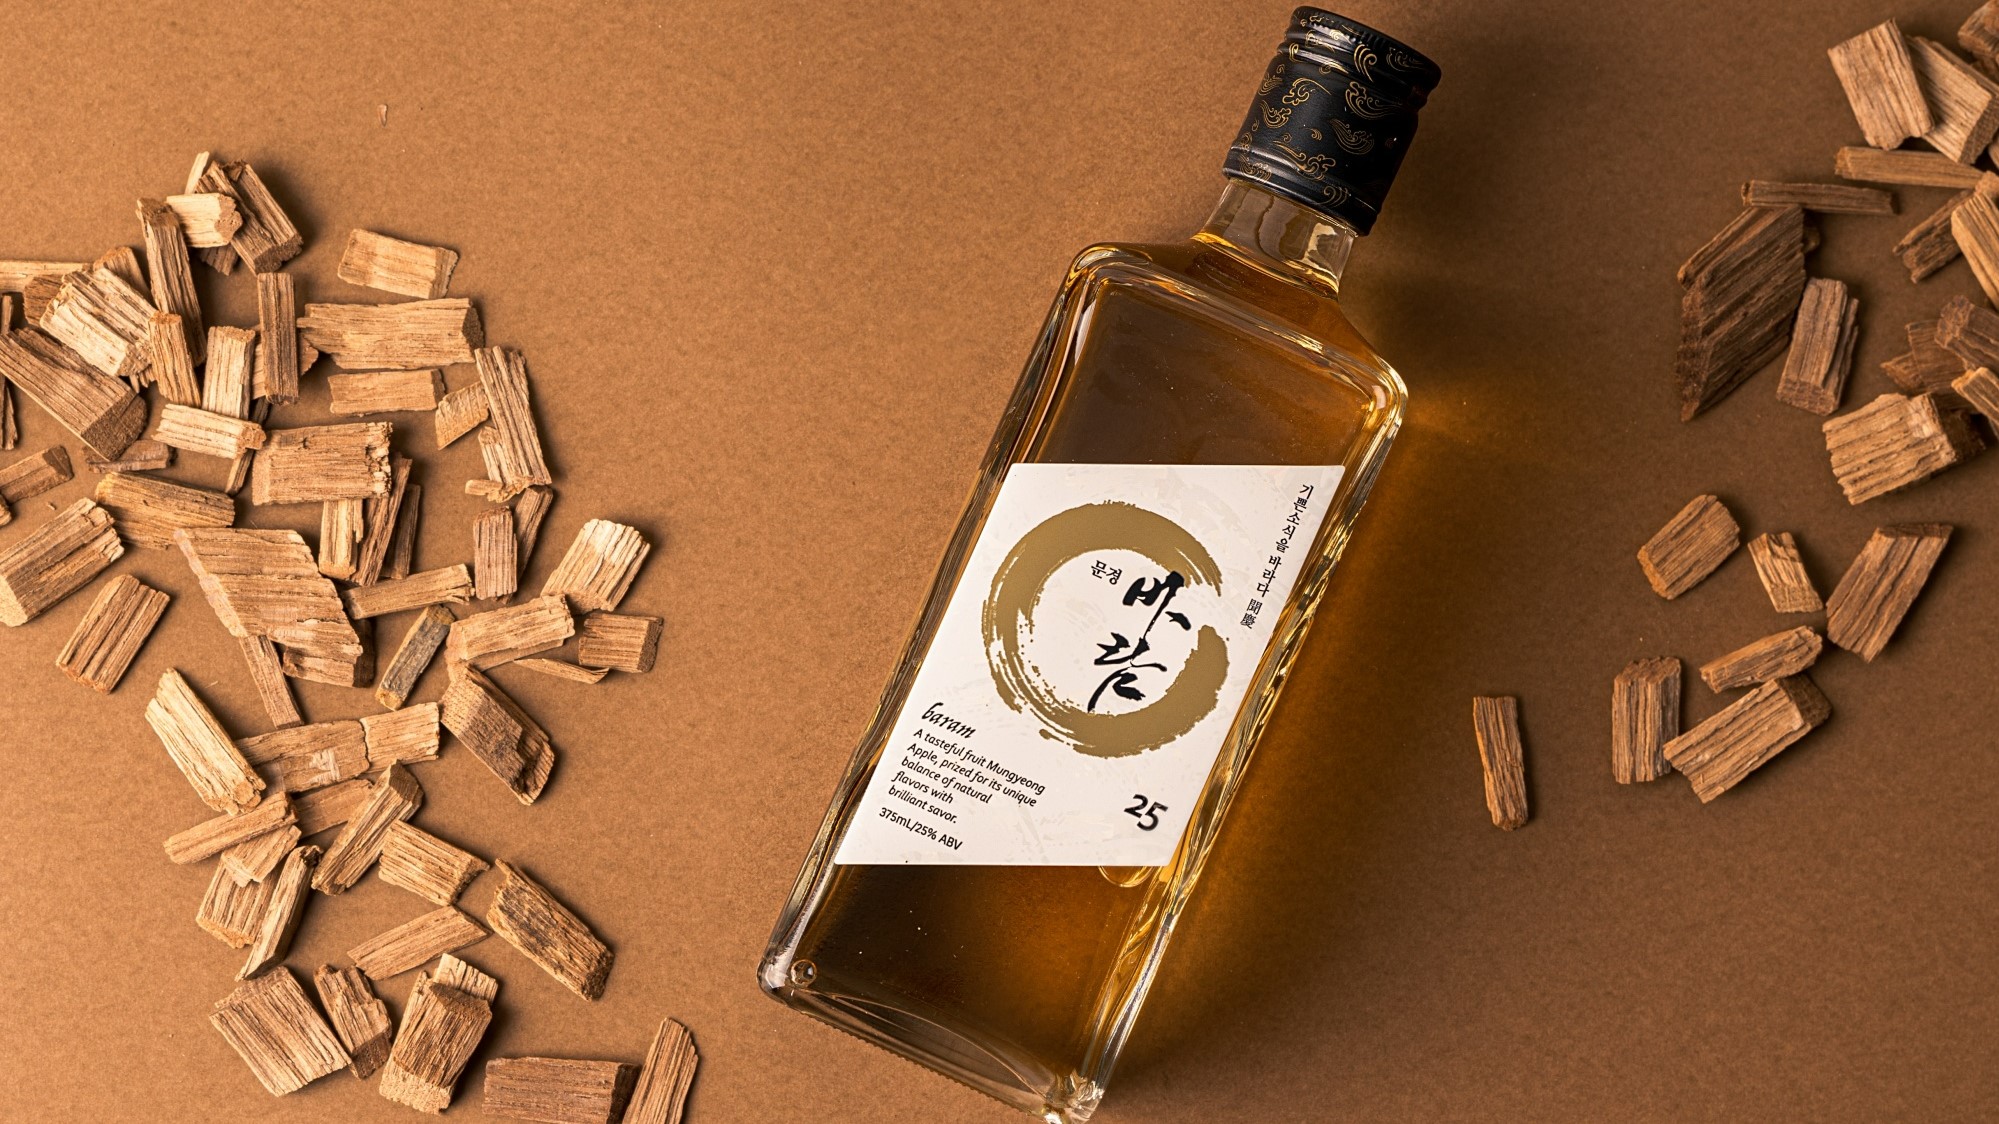 기쁜소식을 바라다 聞慶
문경
바람
baram
A tasteful fruit Mungyeong
Apple, prized for its unique
balance of natural
flavors with
brilliant savor.
375mL/25% ABV
25